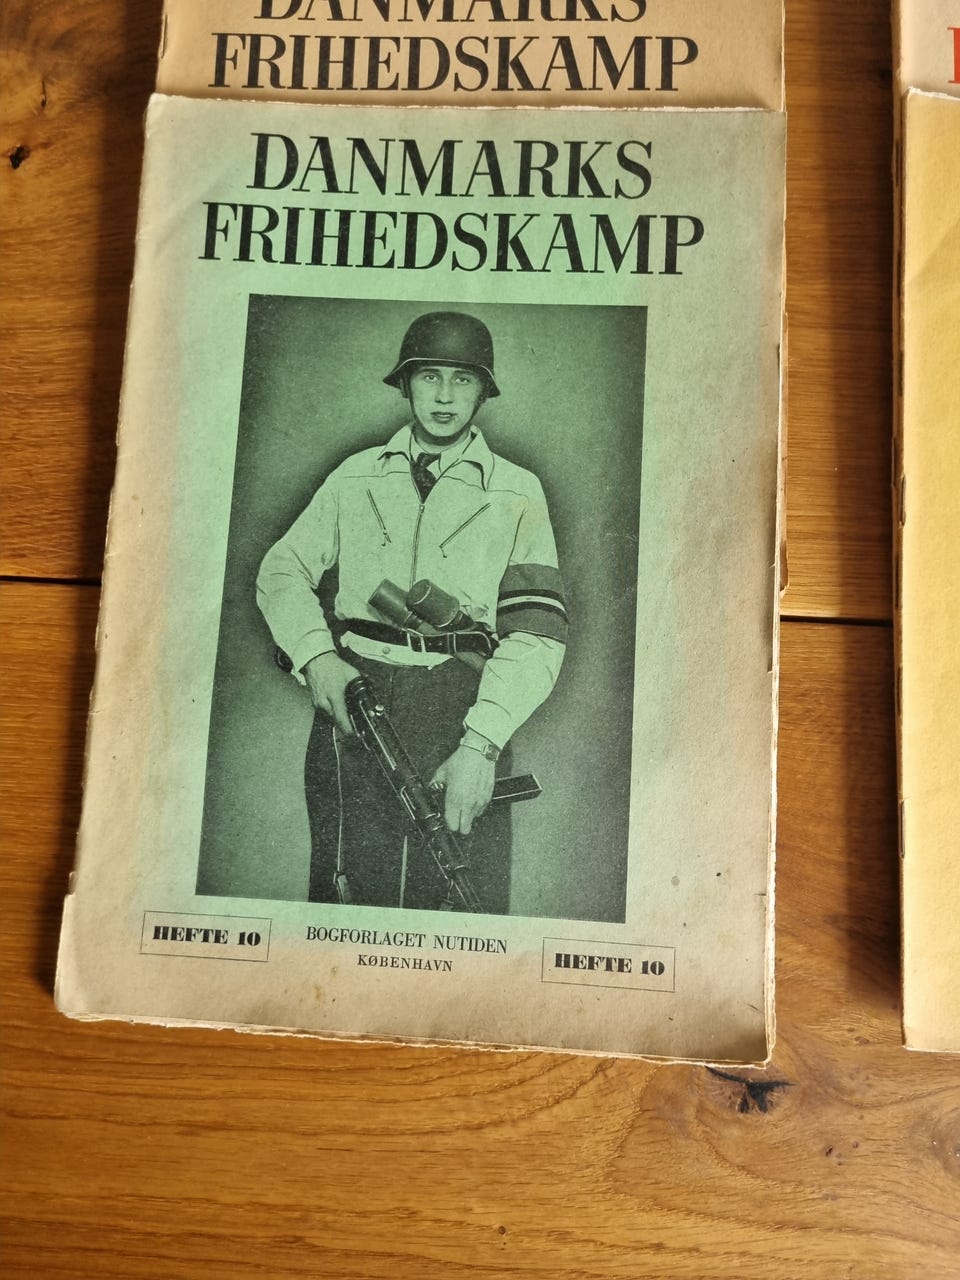 DANMARKS
FRIHEDSKAMP
DANMARKS
FRIHEDSKAMP
HEFTE 10
BOGFORLAGET NUTIDEN
KØBENHAVN
HEFTE 10